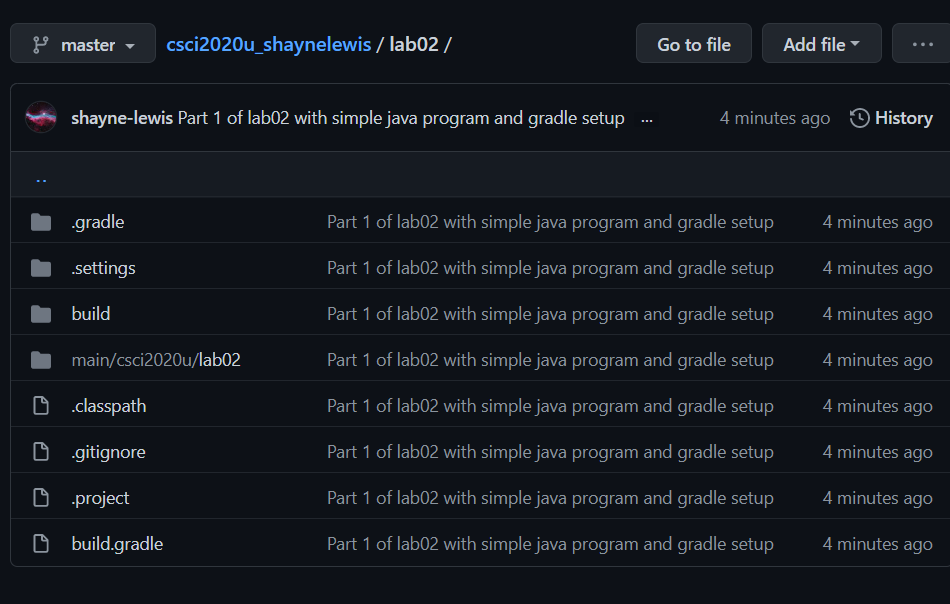 master csci2020u_shaynelewis / lab02 / Go to file Add file ...
shayne-lewis Part 1 of lab02 with simple java program and gradle setup ... 4 minutes ago History
..
.gradle Part 1 of lab02 with simple java program and gradle setup 4 minutes ago
.settings Part 1 of lab02 with simple java program and gradle setup 4 minutes ago
build Part 1 of lab02 with simple java program and gradle setup 4 minutes ago
main/csci2020u/lab02 Part 1 of lab02 with simple java program and gradle setup 4 minutes ago
.classpath Part 1 of lab02 with simple java program and gradle setup 4 minutes ago
.gitignore Part 1 of lab02 with simple java program and gradle setup 4 minutes ago
.project Part 1 of lab02 with simple java program and gradle setup 4 minutes ago
build.gradle Part 1 of lab02 with simple java program and gradle setup 4 minutes ago